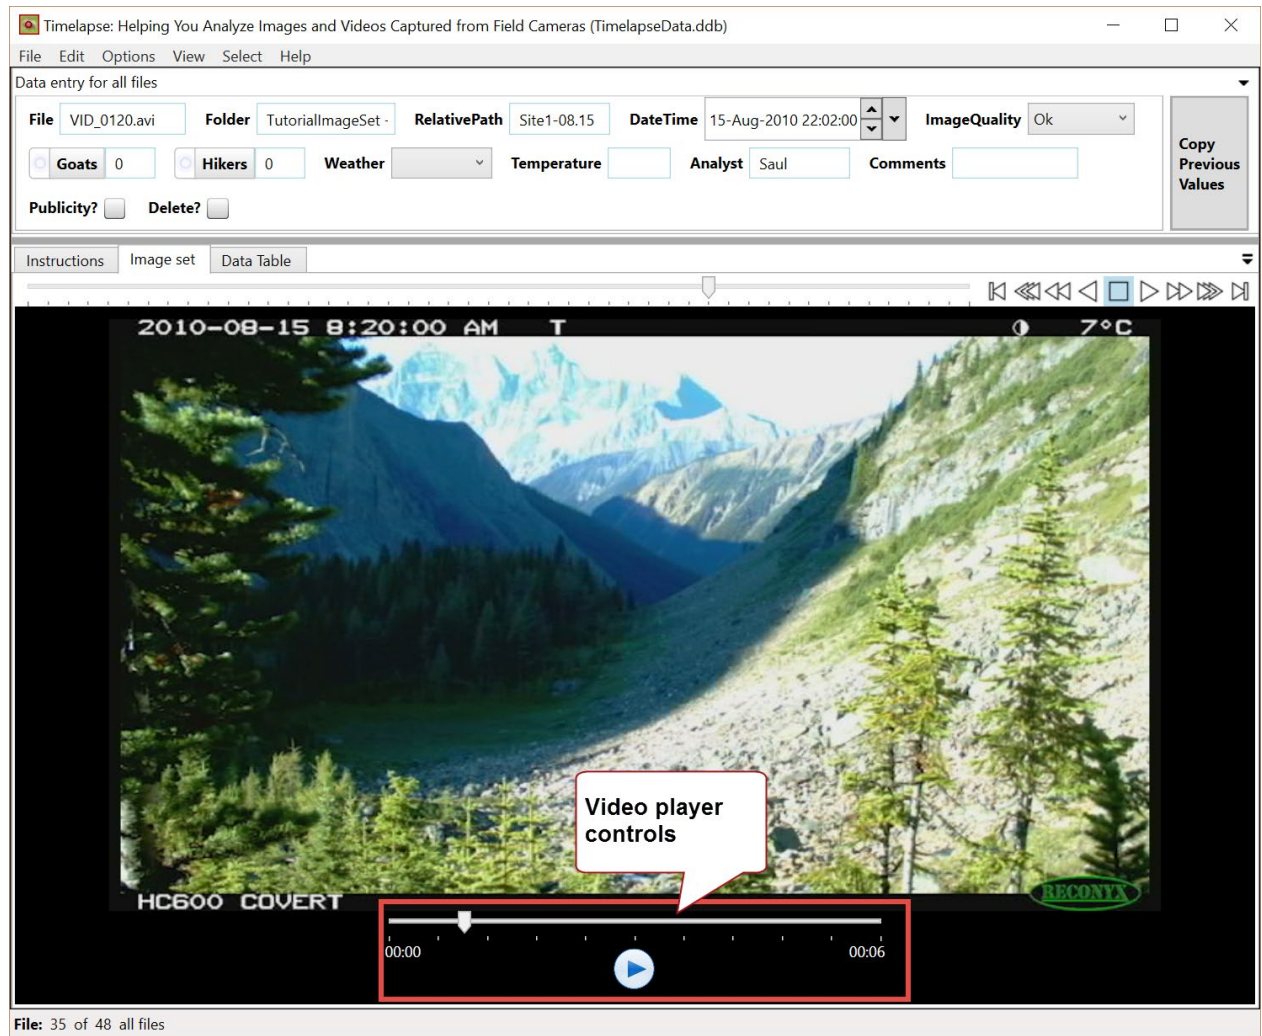 Timelapse: Helping You Analyze Images and Videos Captured from Field Cameras (TimelapseData.ddb)
File Edit Options View Select Help
Data entry for all files
File VID_0120.avi Folder TutorialImageSet - RelativePath Site1-08.15 DateTime 15-Aug-2010 22:02:00 ImageQuality Ok
Goats 0 Hikers 0 Weather Temperature Analyst Saul Comments
Publicity? Delete?
Copy
Previous
Values
Instructions Image set Data Table
2010-08-15 8:20:00 AM T 7°C
Video player
controls
HC600 COVERT
RECONYX
00:00 00:06
File: 35 of 48 all files